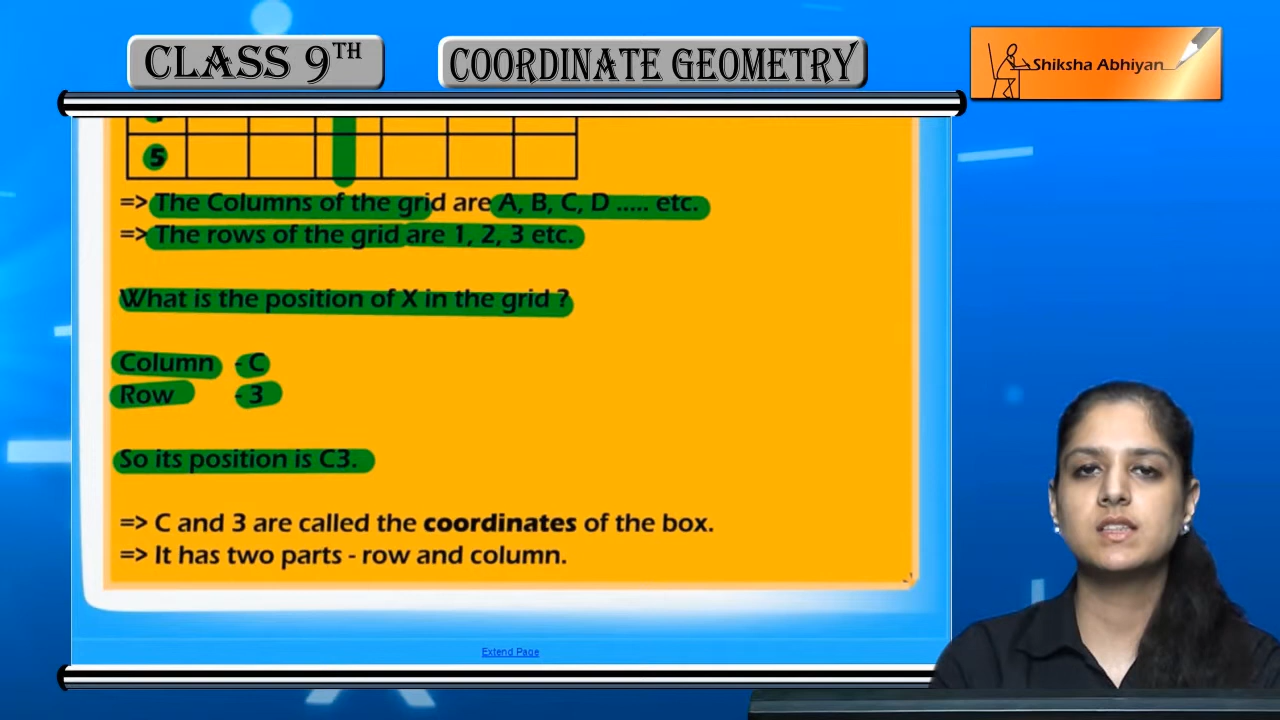 CLASS 9TH
COORDINATE GEOMETRY
Shiksha Abhiyan
5
=> The Columns of the grid are A, B, C, D ..... etc.
=> The rows of the grid are 1, 2, 3 etc.
What is the position of X in the grid ?
Column - C
Row - 3
So its position is C3.
=> C and 3 are called the coordinates of the box.
=> It has two parts - row and column.
Extend Page